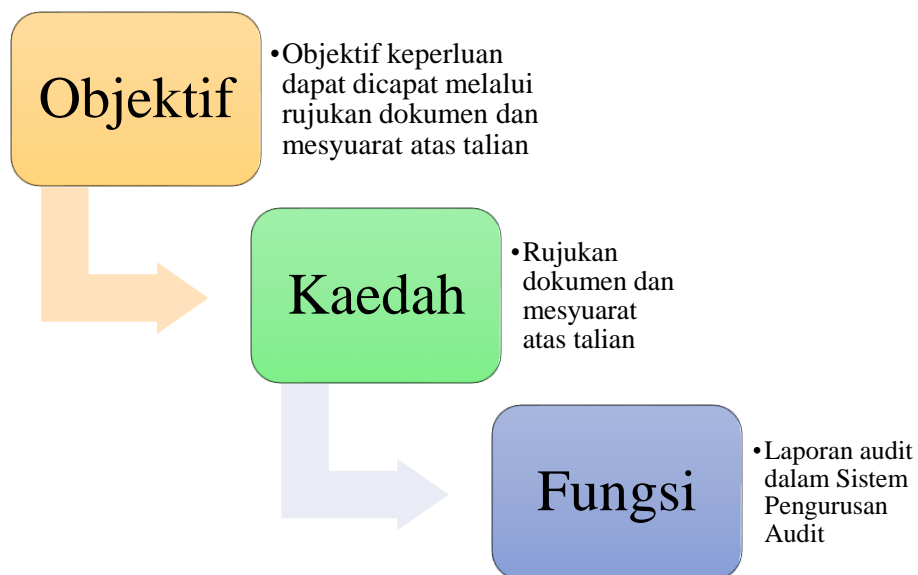 Objektif
•Objektif keperluan
dapat dicapat melalui
rujukan dokumen dan
mesyuarat atas talian
Kaedah
•Rujukan
dokumen dan
mesyuarat
atas talian
Fungsi
•Laporan audit
dalam Sistem
Pengurusan
Audit